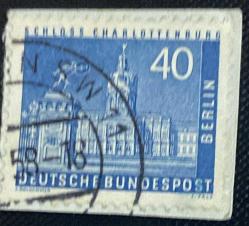 SCHLOSS CHARLOTTENBURG
40
BERLIN
DEUTSCHE BUNDESPOST